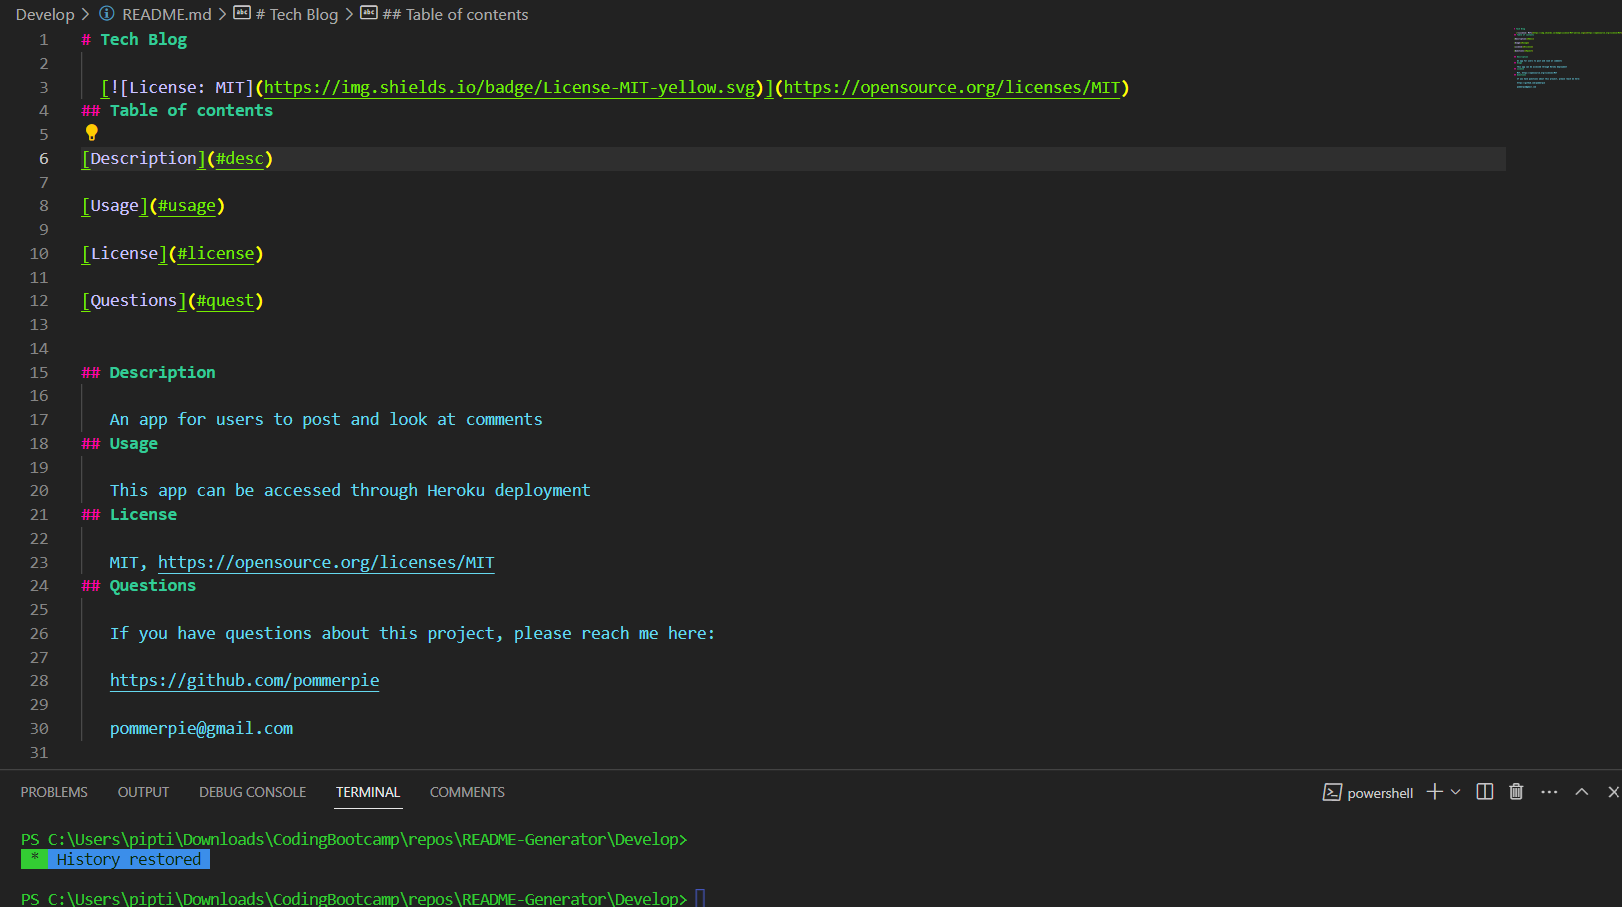 Develop > README.md > # Tech Blog > ## Table of contents
1 # Tech Blog
2
3 [![License: MIT](https://img.shields.io/badge/License-MIT-yellow.svg)](https://opensource.org/licenses/MIT)
4 ## Table of contents
5
6 [Description](#desc)
7
8 [Usage](#usage)
9
10 [License](#license)
11
12 [Questions](#quest)
13
14
15 ## Description
16
17 An app for users to post and look at comments
18 ## Usage
19
20 This app can be accessed through Heroku deployment
21 ## License
22
23 MIT, https://opensource.org/licenses/MIT
24 ## Questions
25
26 If you have questions about this project, please reach me here:
27
28 https://github.com/pommerpie
29
30 pommerpie@gmail.com
31
PROBLEMS OUTPUT DEBUG CONSOLE TERMINAL COMMENTS powershell
PS C:\Users\pipti\Downloads\CodingBootcamp\repos\README-Generator\Develop>
* History restored
PS C:\Users\pipti\Downloads\CodingBootcamp\repos\README-Generator\Develop>